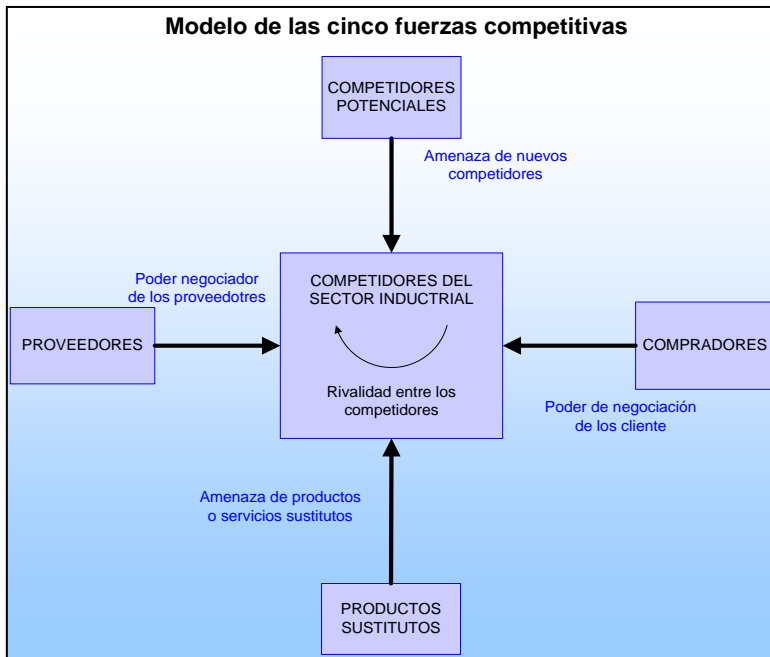 Modelo de las cinco fuerzas competitivas
COMPETIDORES
POTENCIALES
Amenaza de nuevos
competidores
Poder negociador
de los proveedotres
COMPETIDORES DEL
SECTOR INDUCTRIAL
PROVEEDORES
COMPRADORES
Rivalidad entre los
competidores
Poder de negociación
de los cliente
Amenaza de productos
o servicios sustitutos
PRODUCTOS
SUSTITUTOS